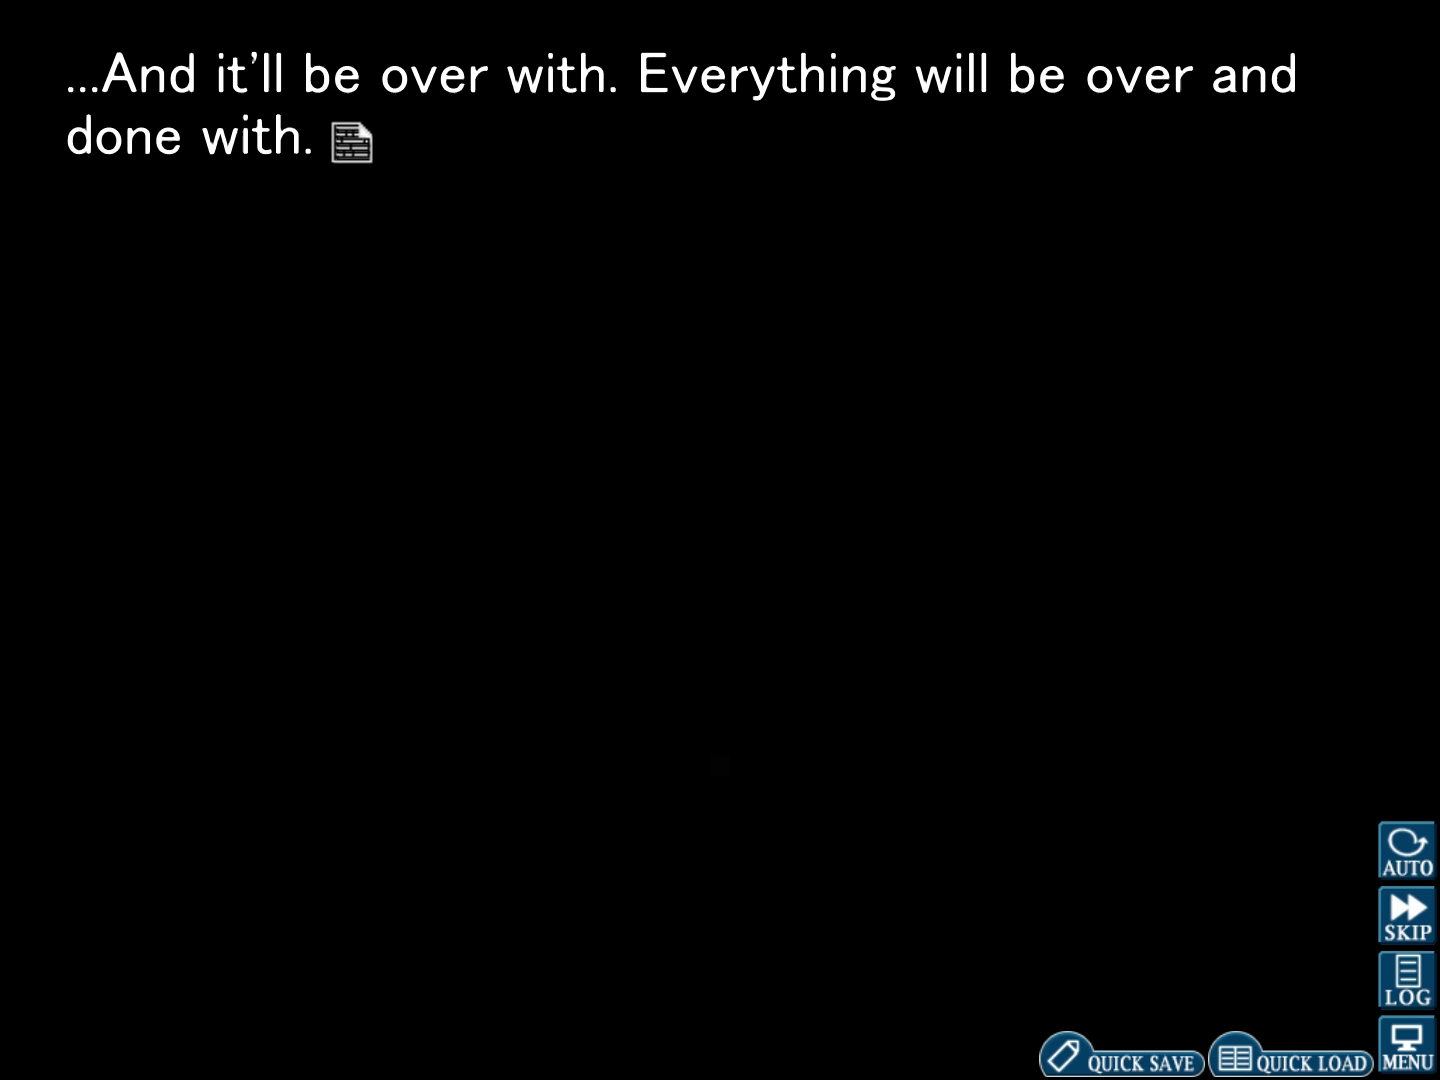 ...And it'll be over with. Everything will be over and
done with.
AUTO
SKIP
LOG
QUICK SAVE
QUICK LOAD
MENU